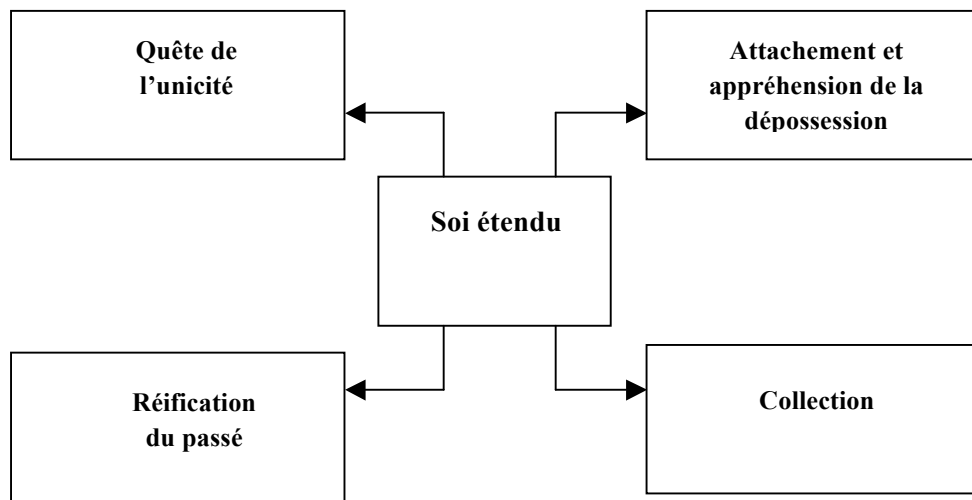 Quête de
l’unicité
Attachement et
appréhension de la
dépossession
Soi étendu
Réification
du passé
Collection